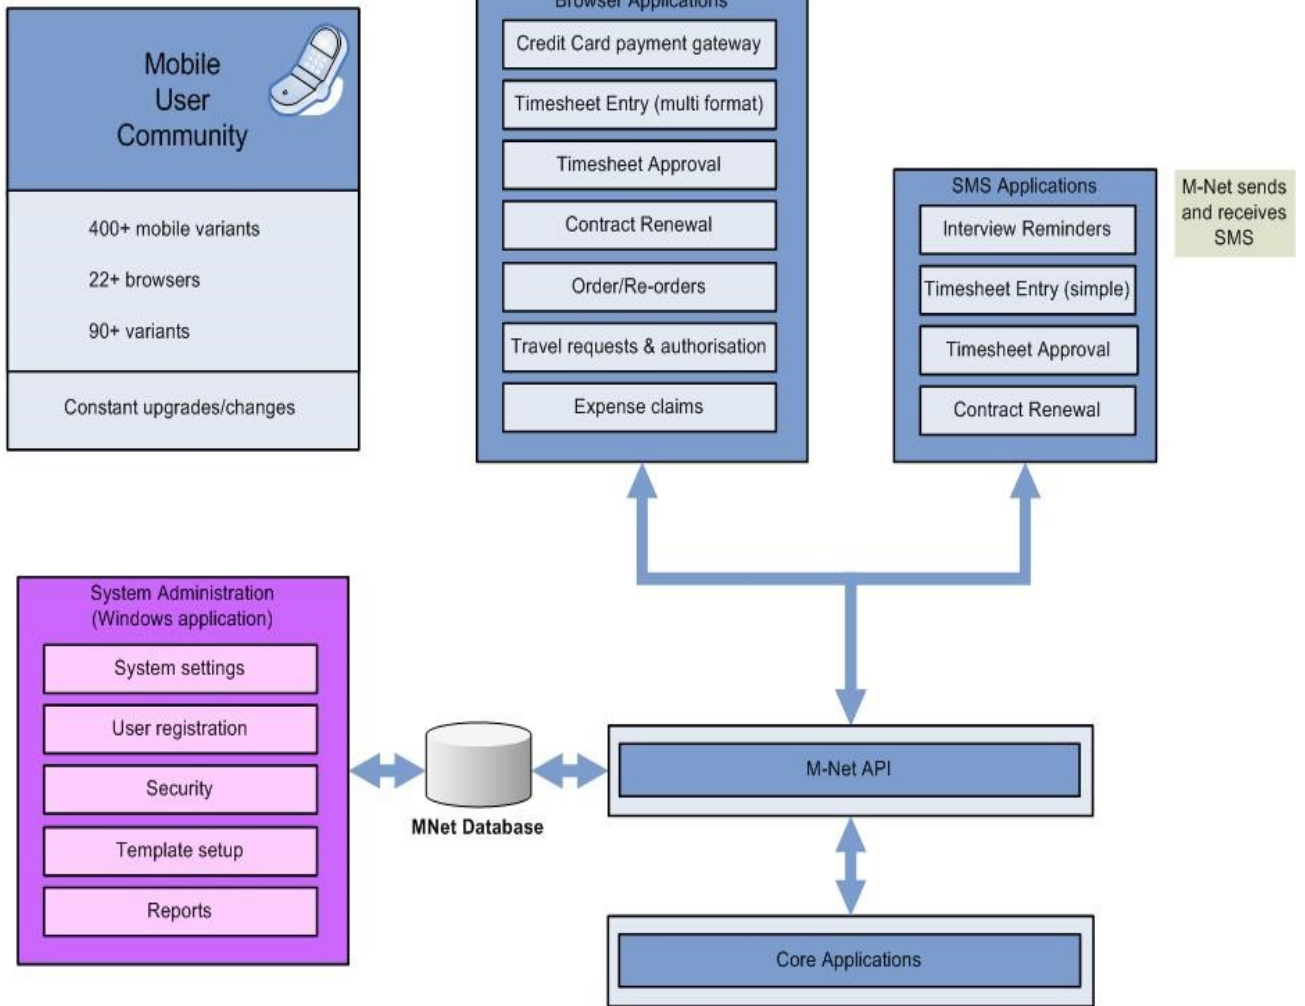 Mobile
User
Community
400+ mobile variants
22+ browsers
90+ variants
Constant upgrades/changes
Browser Applications
Credit Card payment gateway
Timesheet Entry (multi format)
Timesheet Approval
Contract Renewal
Order/Re-orders
Travel requests & authorisation
Expense claims
SMS Applications
Interview Reminders
Timesheet Entry (simple)
Timesheet Approval
Contract Renewal
M-Net sends
and receives
SMS
System Administration
(Windows application)
System settings
User registration
Security
Template setup
Reports
MNet Database
M-Net API
Core Applications